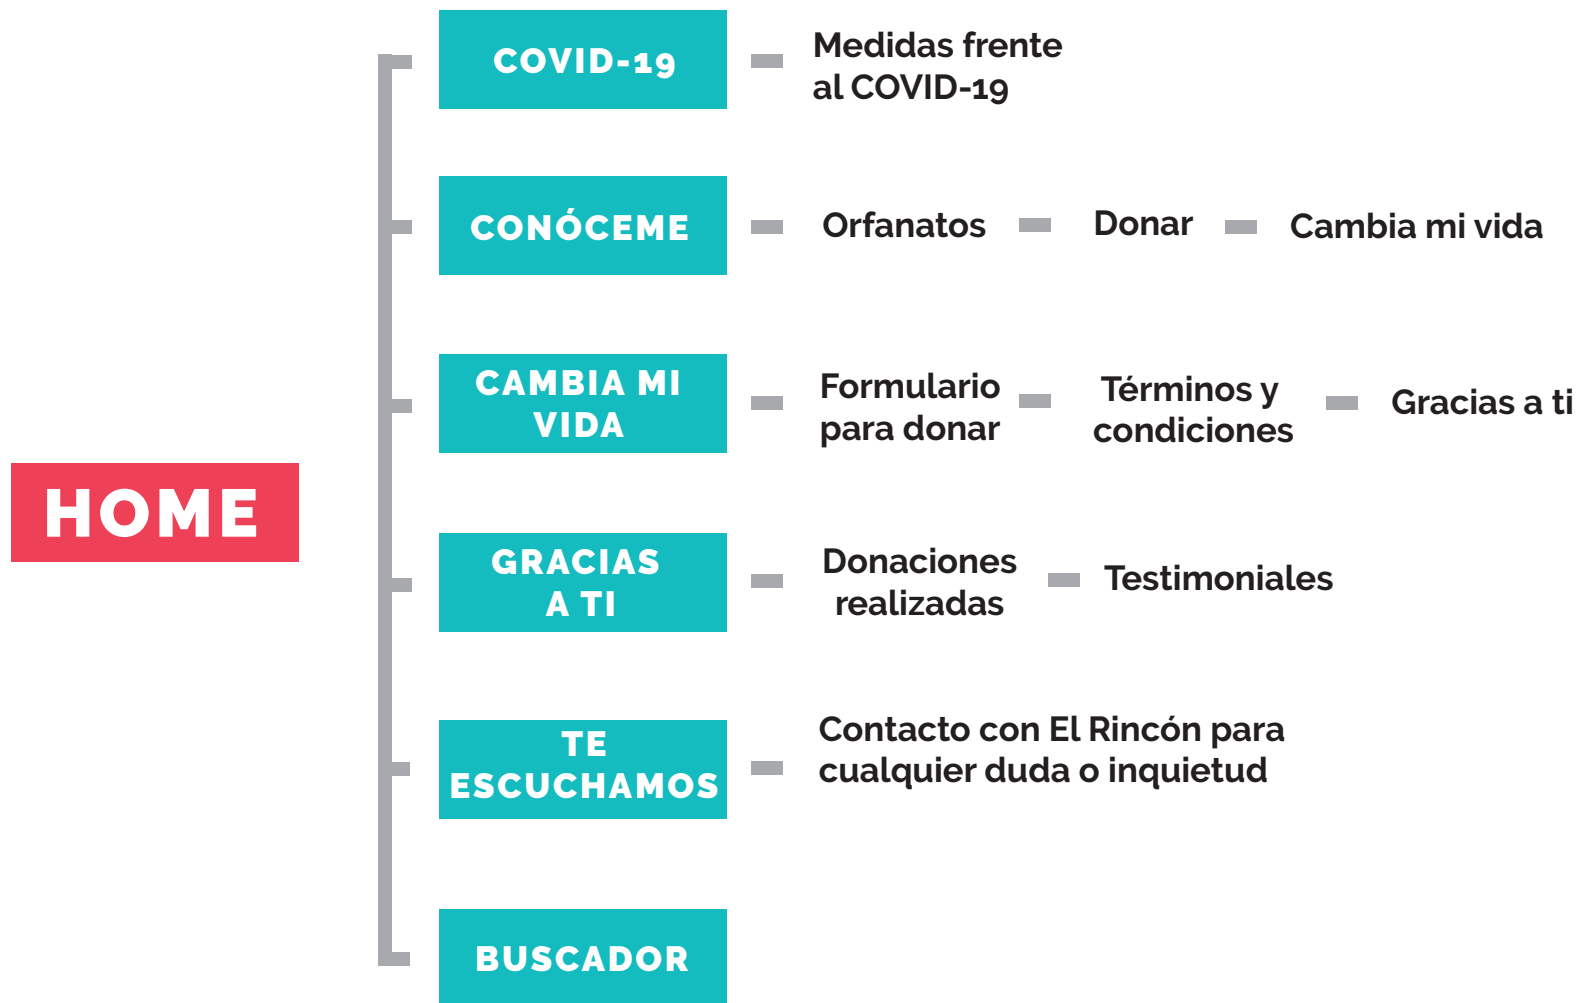 COVID-19
Medidas frente
al COVID-19
CONÓCEME
Orfanatos
Donar
Cambia mi vida
CAMBIA MI
VIDA
Formulario
para donar
Términos y
condiciones
Gracias a ti
HOME
GRACIAS
A TI
Donaciones
realizadas
Testimoniales
TE
ESCUCHAMOS
Contacto con El Rincón para
cualquier duda o inquietud
BUSCADOR